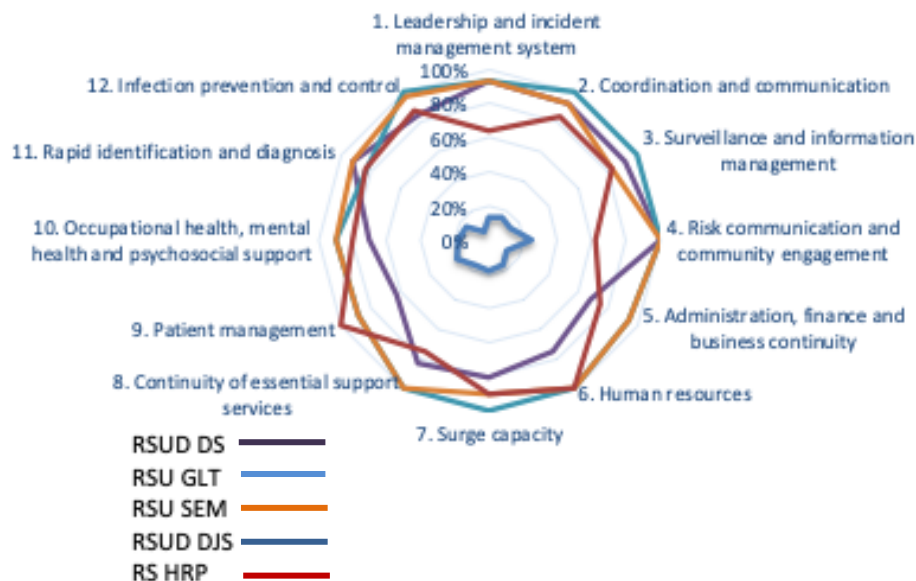 1. Leadership and incident
management system
100%
80%
60%
40%
20%
0%
2. Coordination and communication
3. Surveillance and information
management
4. Risk communication and
community engagement
5. Administration, finance and
business continuity
6. Human resources
7. Surge capacity
8. Continuity of essential support
services
9. Patient management
10. Occupational health, mental
health and psychosocial support
11. Rapid identification and diagnosis
12. Infection prevention and control
RSUD DS
RSU GLT
RSU SEM
RSUD DJS
RS HRP